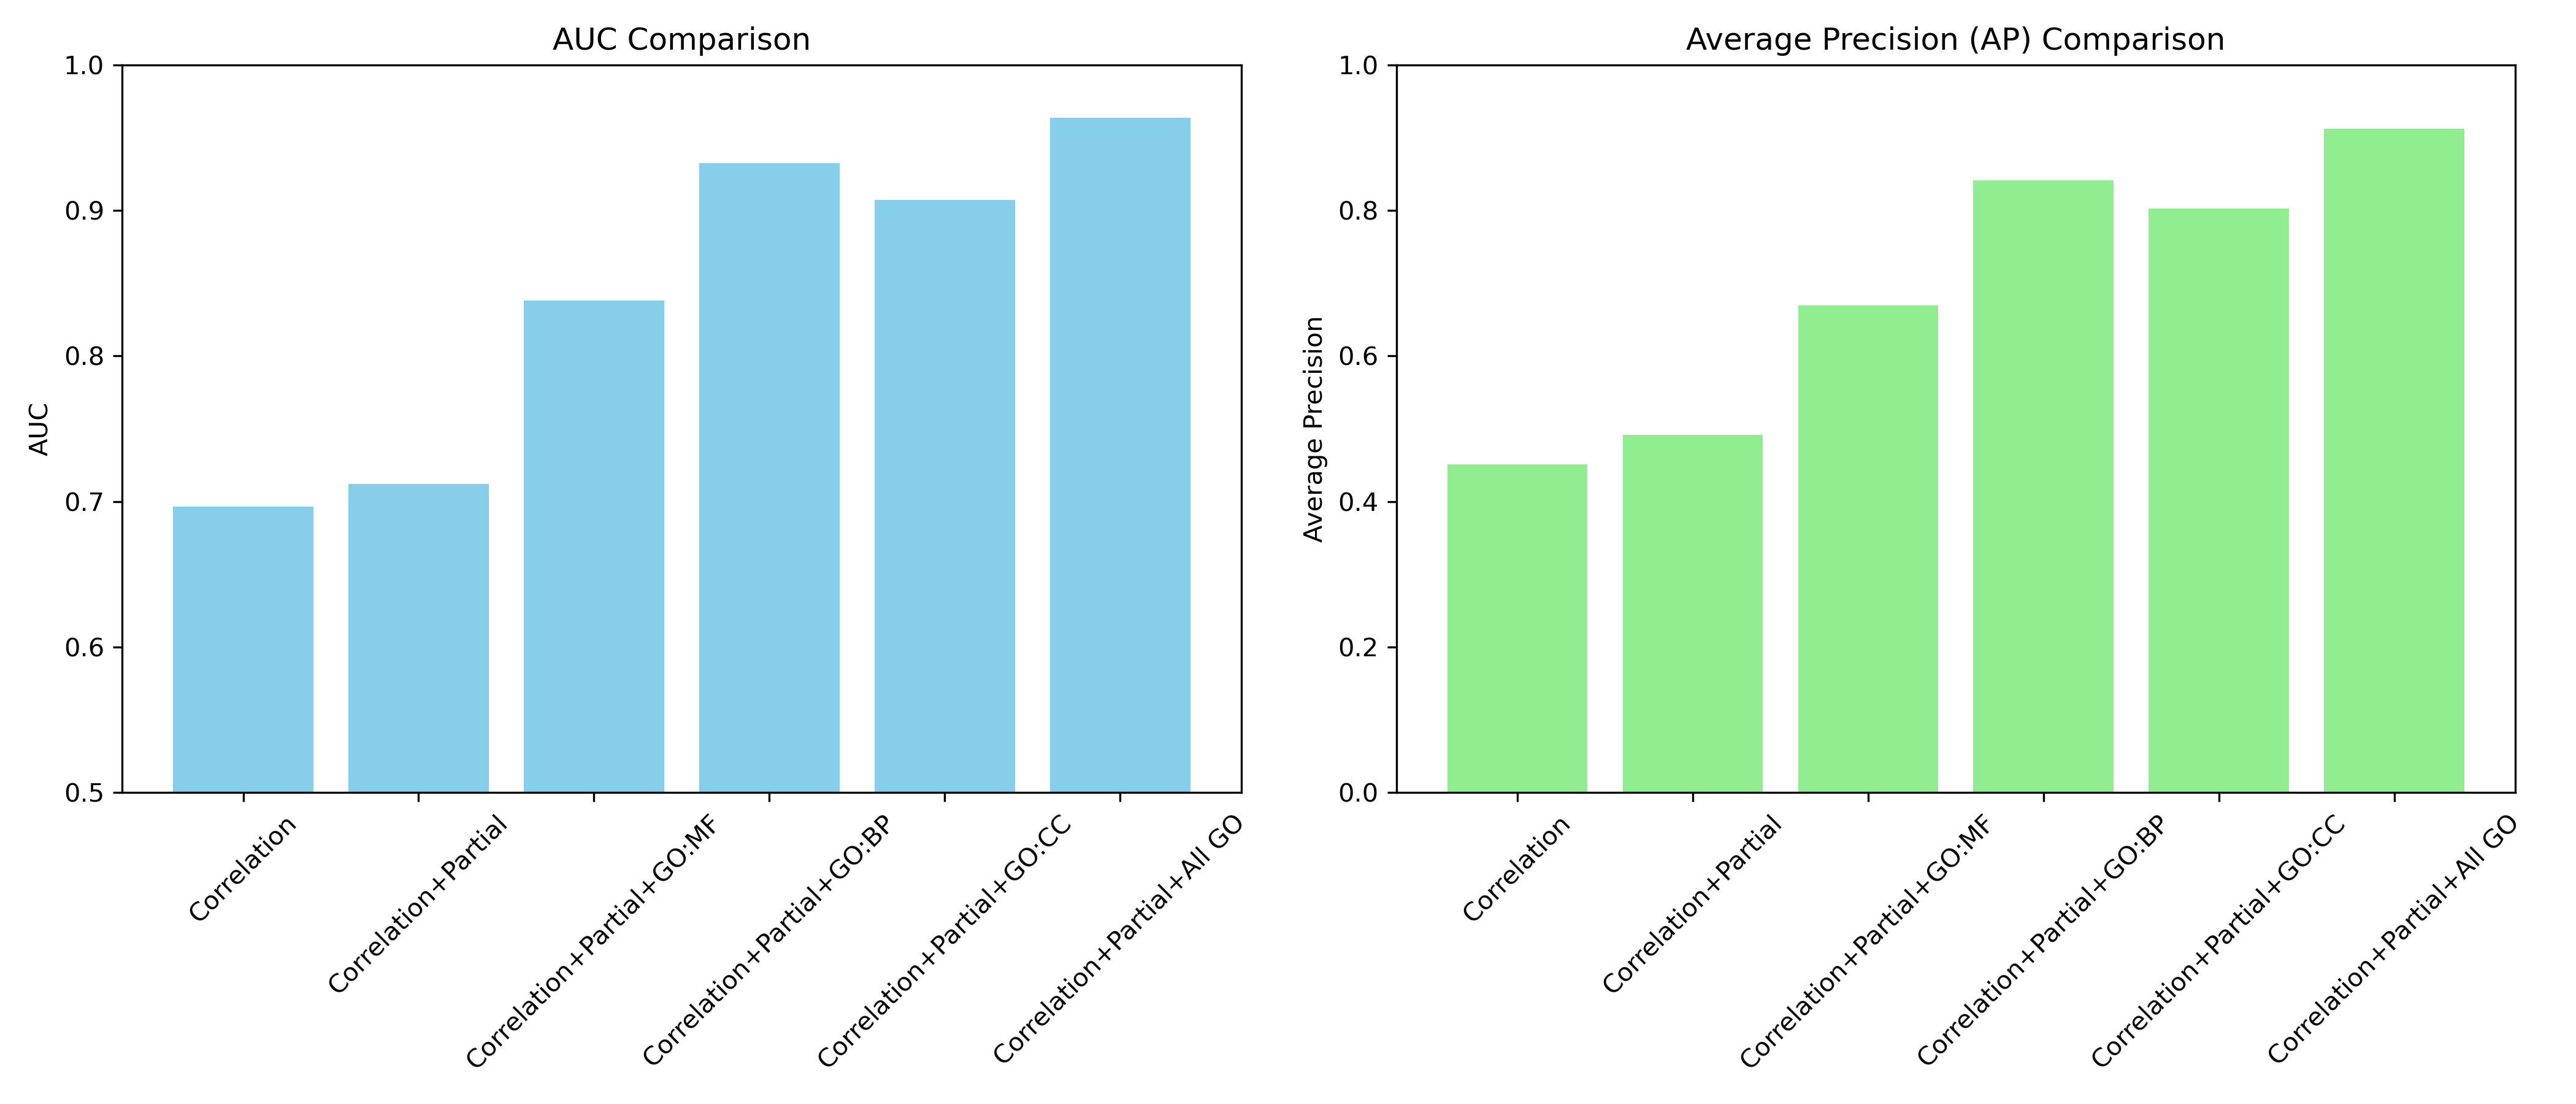 AUC Comparison
1.0
0.9
0.8
0.7
0.6
0.5
AUC
Correlation
Correlation+Partial
Correlation+Partial+GO:MF
Correlation+Partial+GO:BP
Correlation+Partial+GO:CC
Correlation+Partial+All GO
Average Precision (AP) Comparison
1.0
0.8
0.6
0.4
0.2
0.0
Average Precision
Correlation
Correlation+Partial
Correlation+Partial+GO:MF
Correlation+Partial+GO:BP
Correlation+Partial+GO:CC
Correlation+Partial+All GO